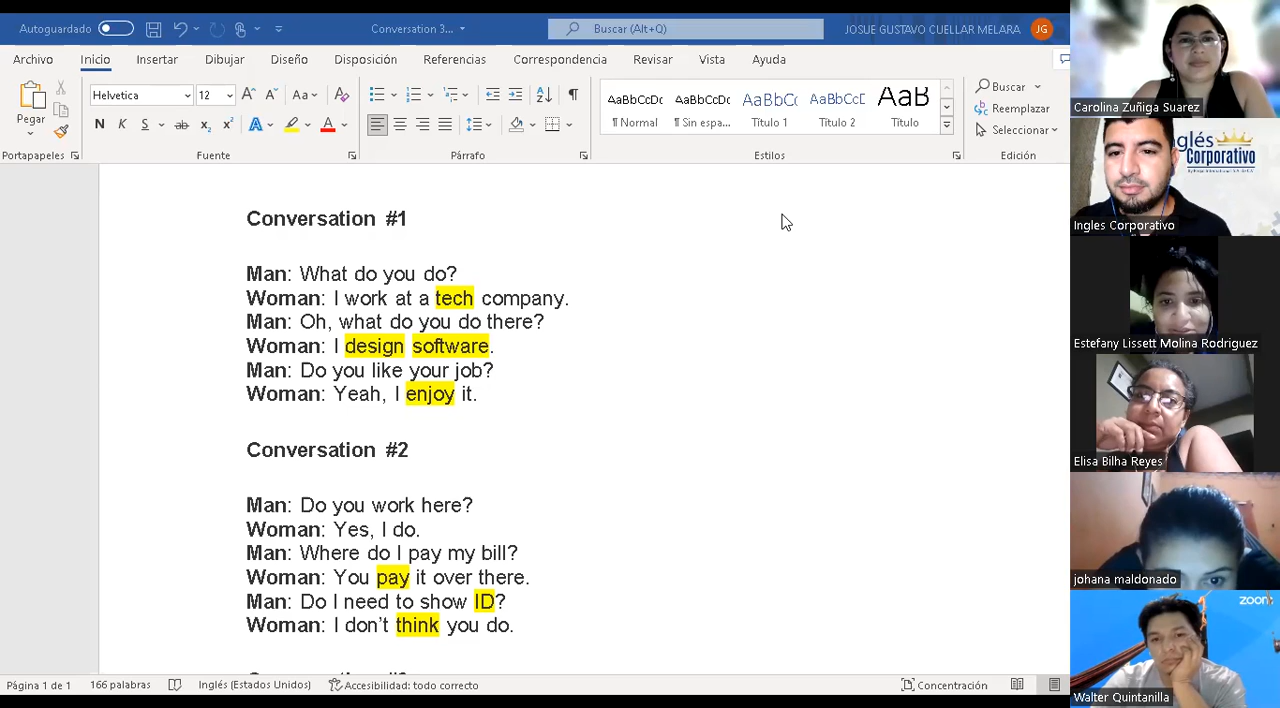 Autoguardado
Conversation 3...
Buscar (Alt+Q)
JOSUE GUSTAVO CUELLAR MELARA
JG
Archivo Inicio Insertar Dibujar Diseño Disposición Referencias Correspondencia Revisar Vista Ayuda
Pegar
Portapapeles
Helvetica 12
Aa
N K S ab x₂ x² A A
Fuente
Párrafo
AaBbCcDc AaBbCcDc AaBbCc AaBbCcD AaB
¶ Normal ¶ Sin espa... Título 1 Título 2 Título
Estilos
Buscar
Reemplazar
Seleccionar
Edición
Conversation #1
Man: What do you do?
Woman: I work at a tech company.
Man: Oh, what do you do there?
Woman: I design software.
Man: Do you like your job?
Woman: Yeah, I enjoy it.
Conversation #2
Man: Do you work here?
Woman: Yes, I do.
Man: Where do I pay my bill?
Woman: You pay it over there.
Man: Do I need to show ID?
Woman: I don't think you do.
Página 1 de 1 166 palabras Inglés (Estados Unidos) Accesibilidad: todo correcto Concentración
Carolina Zuñiga Suarez
glés
Corporativo
Ingles Corporativo
Estefany Lissett Molina Rodriguez
Elisa Bilha Reyes
johana maldonado
zoom
Walter Quintanilla